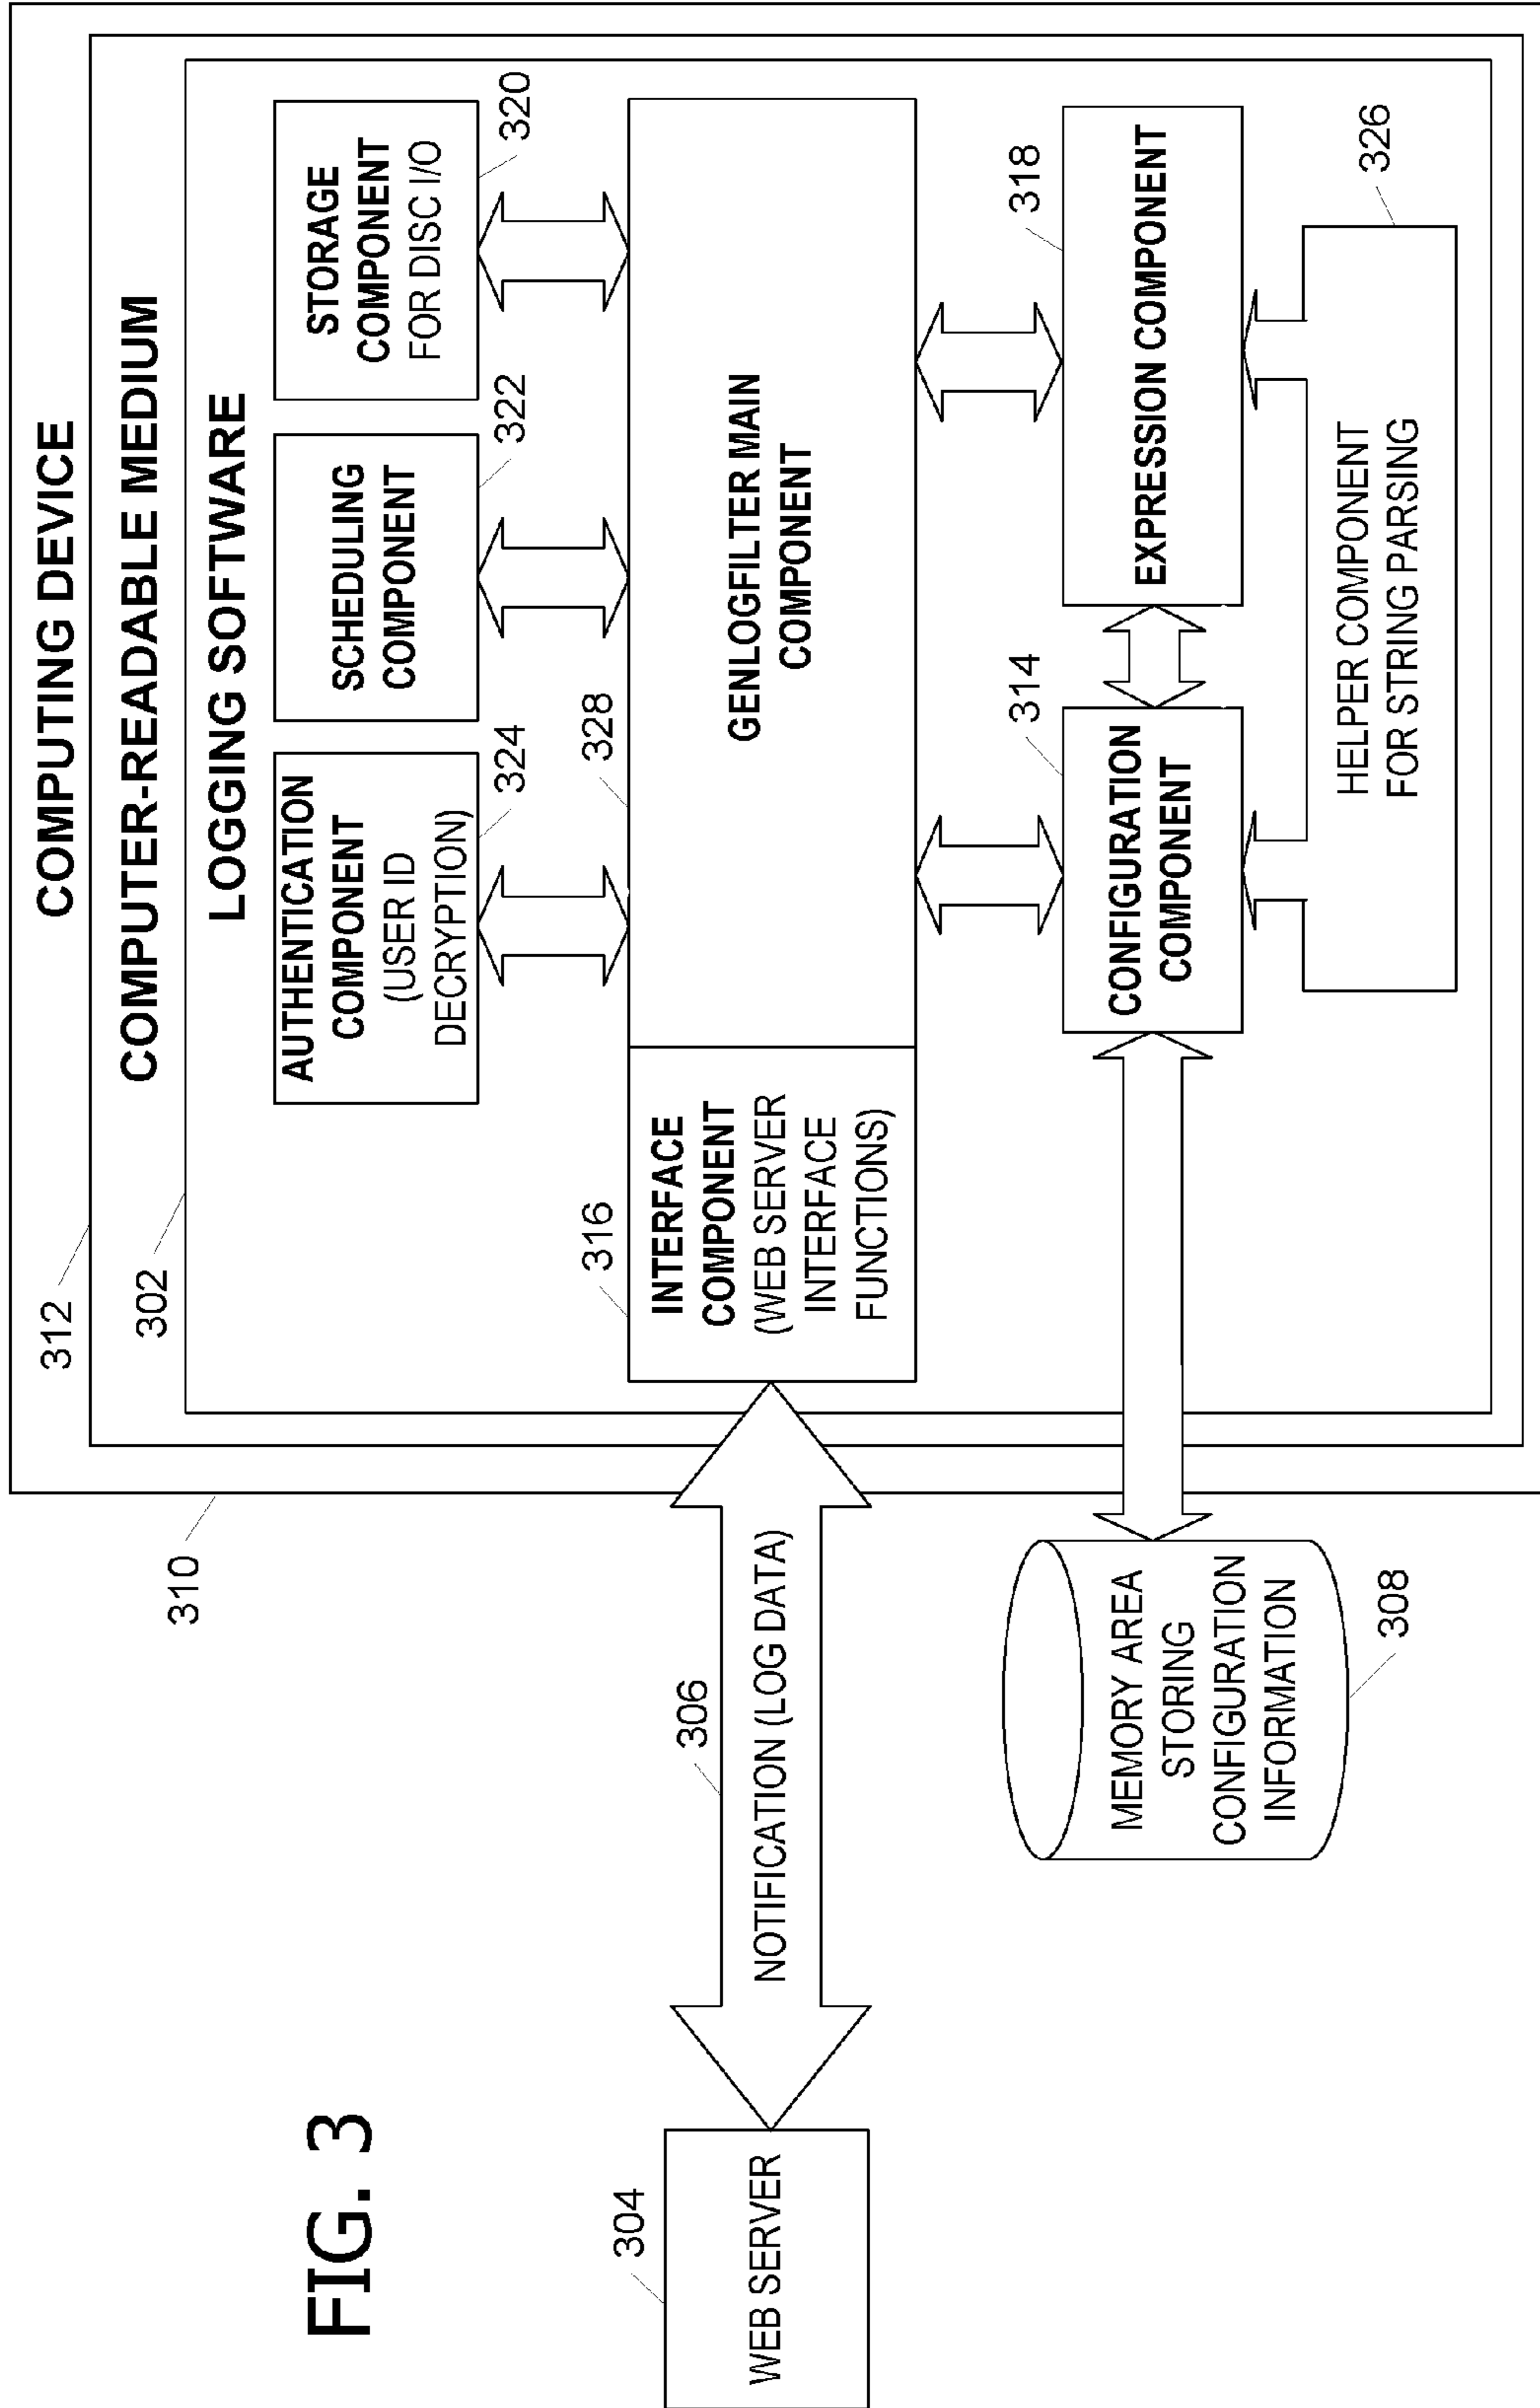 FIG. 3
COMPUTING DEVICE
312
COMPUTER-READABLE MEDIUM
302
LOGGING SOFTWARE
310
AUTHENTICATION
COMPONENT
(USER ID
DECRYPTION)
324
SCHEDULING
COMPONENT
322
STORAGE
COMPONENT
FOR DISC I/O
320
304
WEB SERVER
306
NOTIFICATION (LOG DATA)
316
INTERFACE
COMPONENT
(WEB SERVER
INTERFACE
FUNCTIONS)
328
GENLOGFILTER MAIN
COMPONENT
MEMORY AREA
STORING
CONFIGURATION
INFORMATION
308
314
CONFIGURATION
COMPONENT
318
EXPRESSION COMPONENT
HELPER COMPONENT
FOR STRING PARSING
326